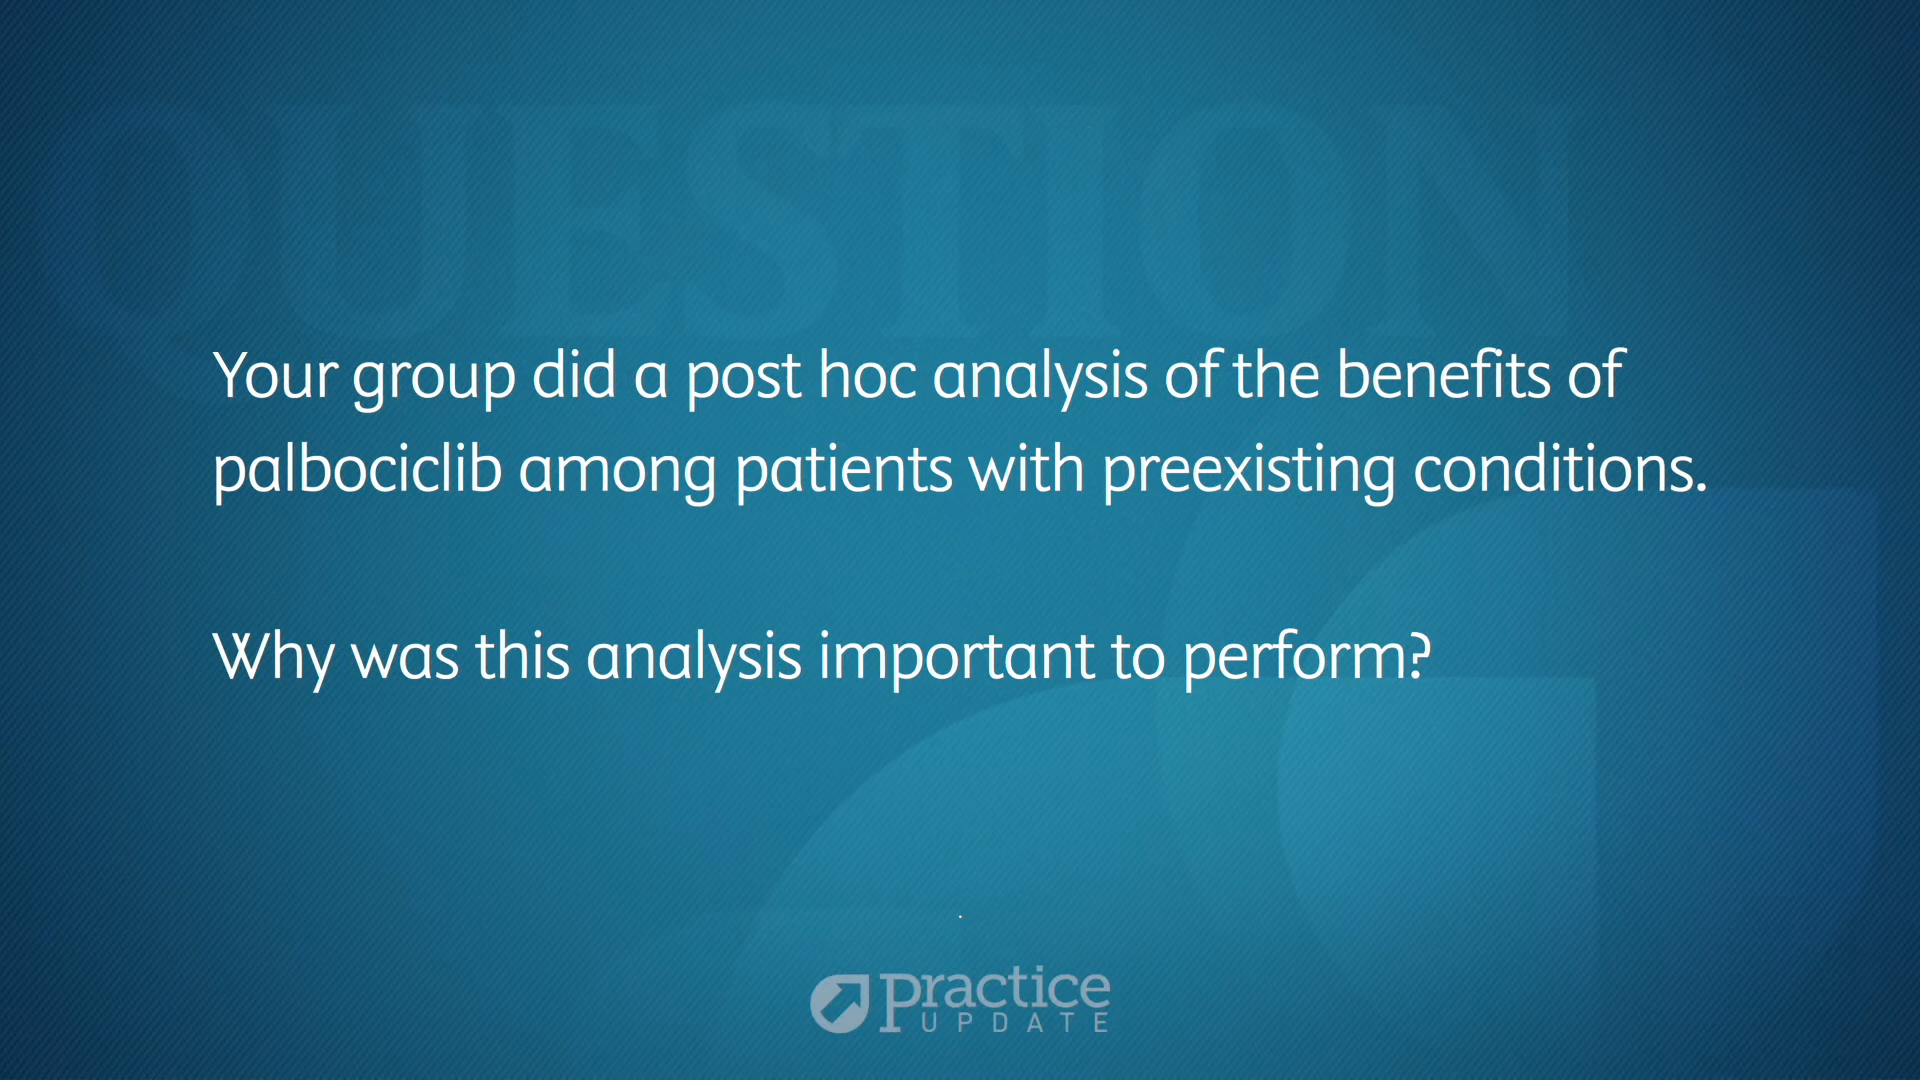 QUESTION
Your group did a post hoc analysis of the benefits of
palbociclib among patients with preexisting conditions.
Why was this analysis important to perform?
Practice
UPDATE